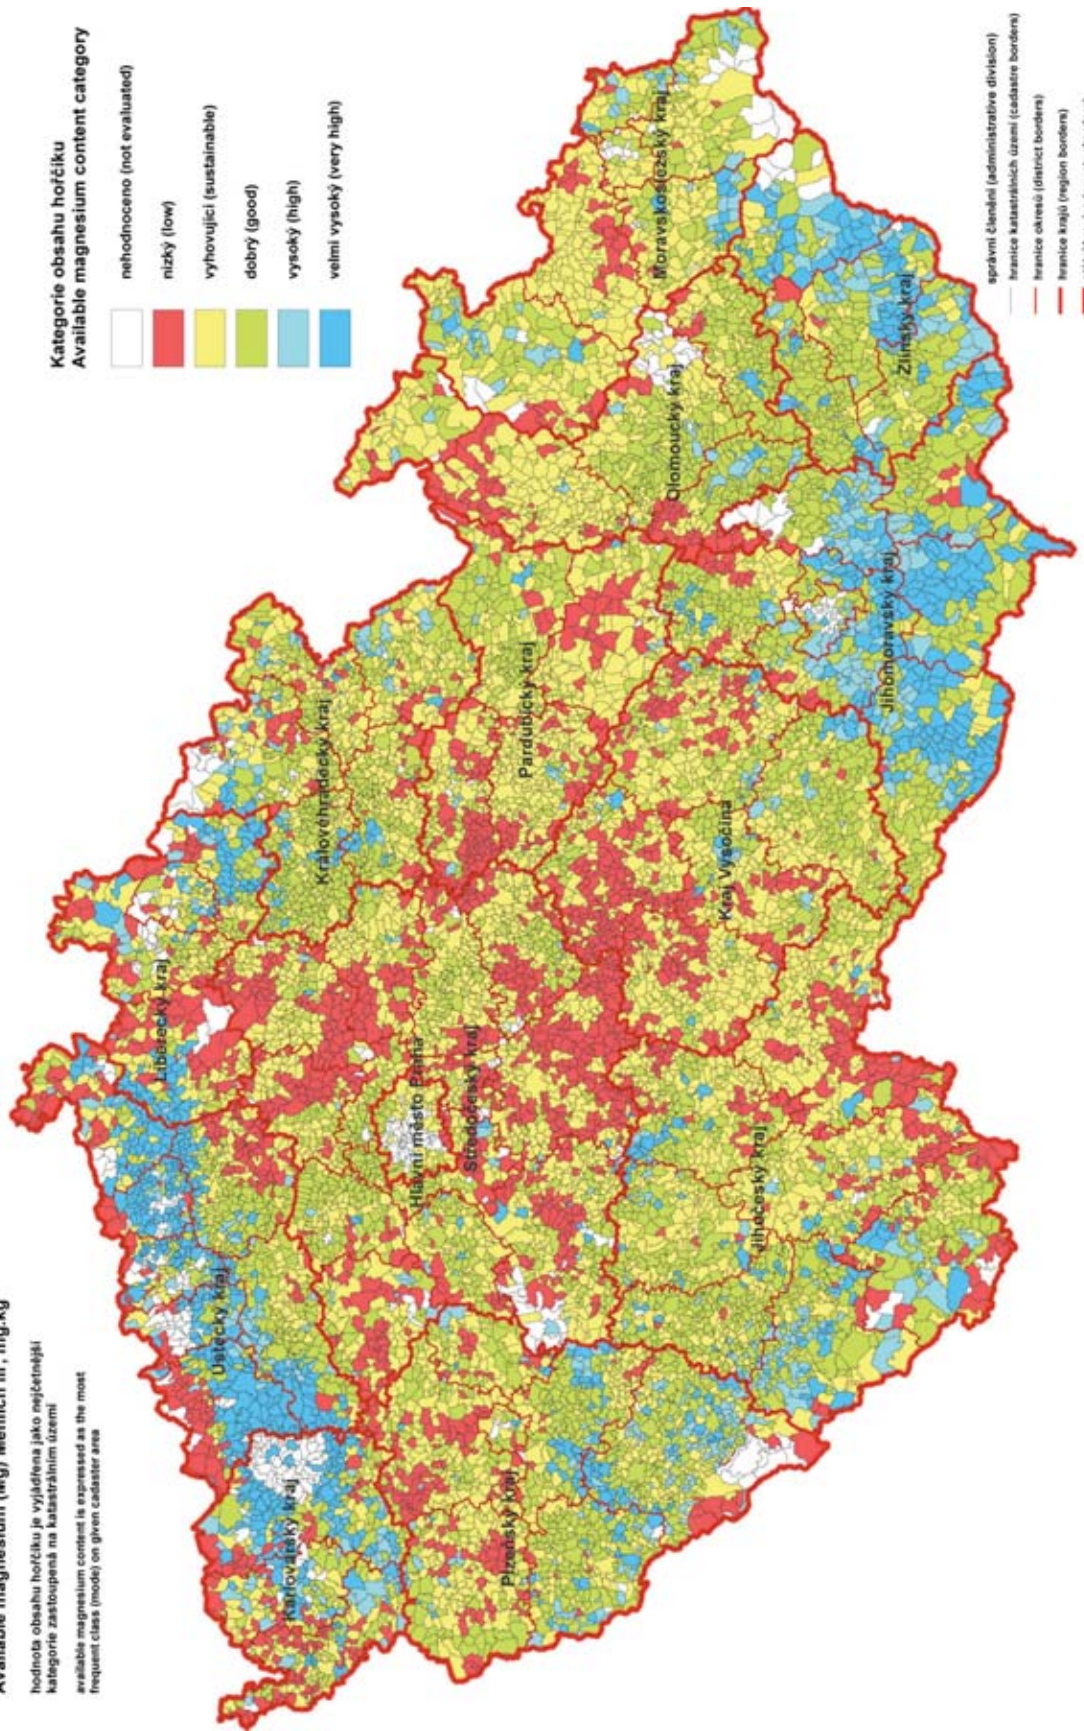 Available magnesium (Mg) Mehlich III, mg.kg
hodnota obsahu hořčíku je vyjádřena jako nejčetnější
kategorie zastoupená na katastrálním území
available magnesium content is expressed as the most
frequent class (mode) on given cadaster area
Kategorie obsahu hořčíku
Available magnesium content category
nehodnoceno (not evaluated)
nízký (low)
vyhovující (sustainable)
dobrý (good)
vysoký (high)
velmi vysoký (very high)
Karlovarský kraj
Ústecký kraj
Liberecký kraj
Královéhradecký kraj
Hlavní město Praha
Středočeský kraj
Plzeňský kraj
Pardubický kraj
Jihočeský kraj
Kraj Vysočina
Olomoucký kraj
Moravskoslezský kraj
Jihomoravský kraj
Zlínský kraj
správní členění (administrative division)
hranice katastrálních území (cadastre borders)
hranice okresů (district borders)
hranice krajů (region borders)